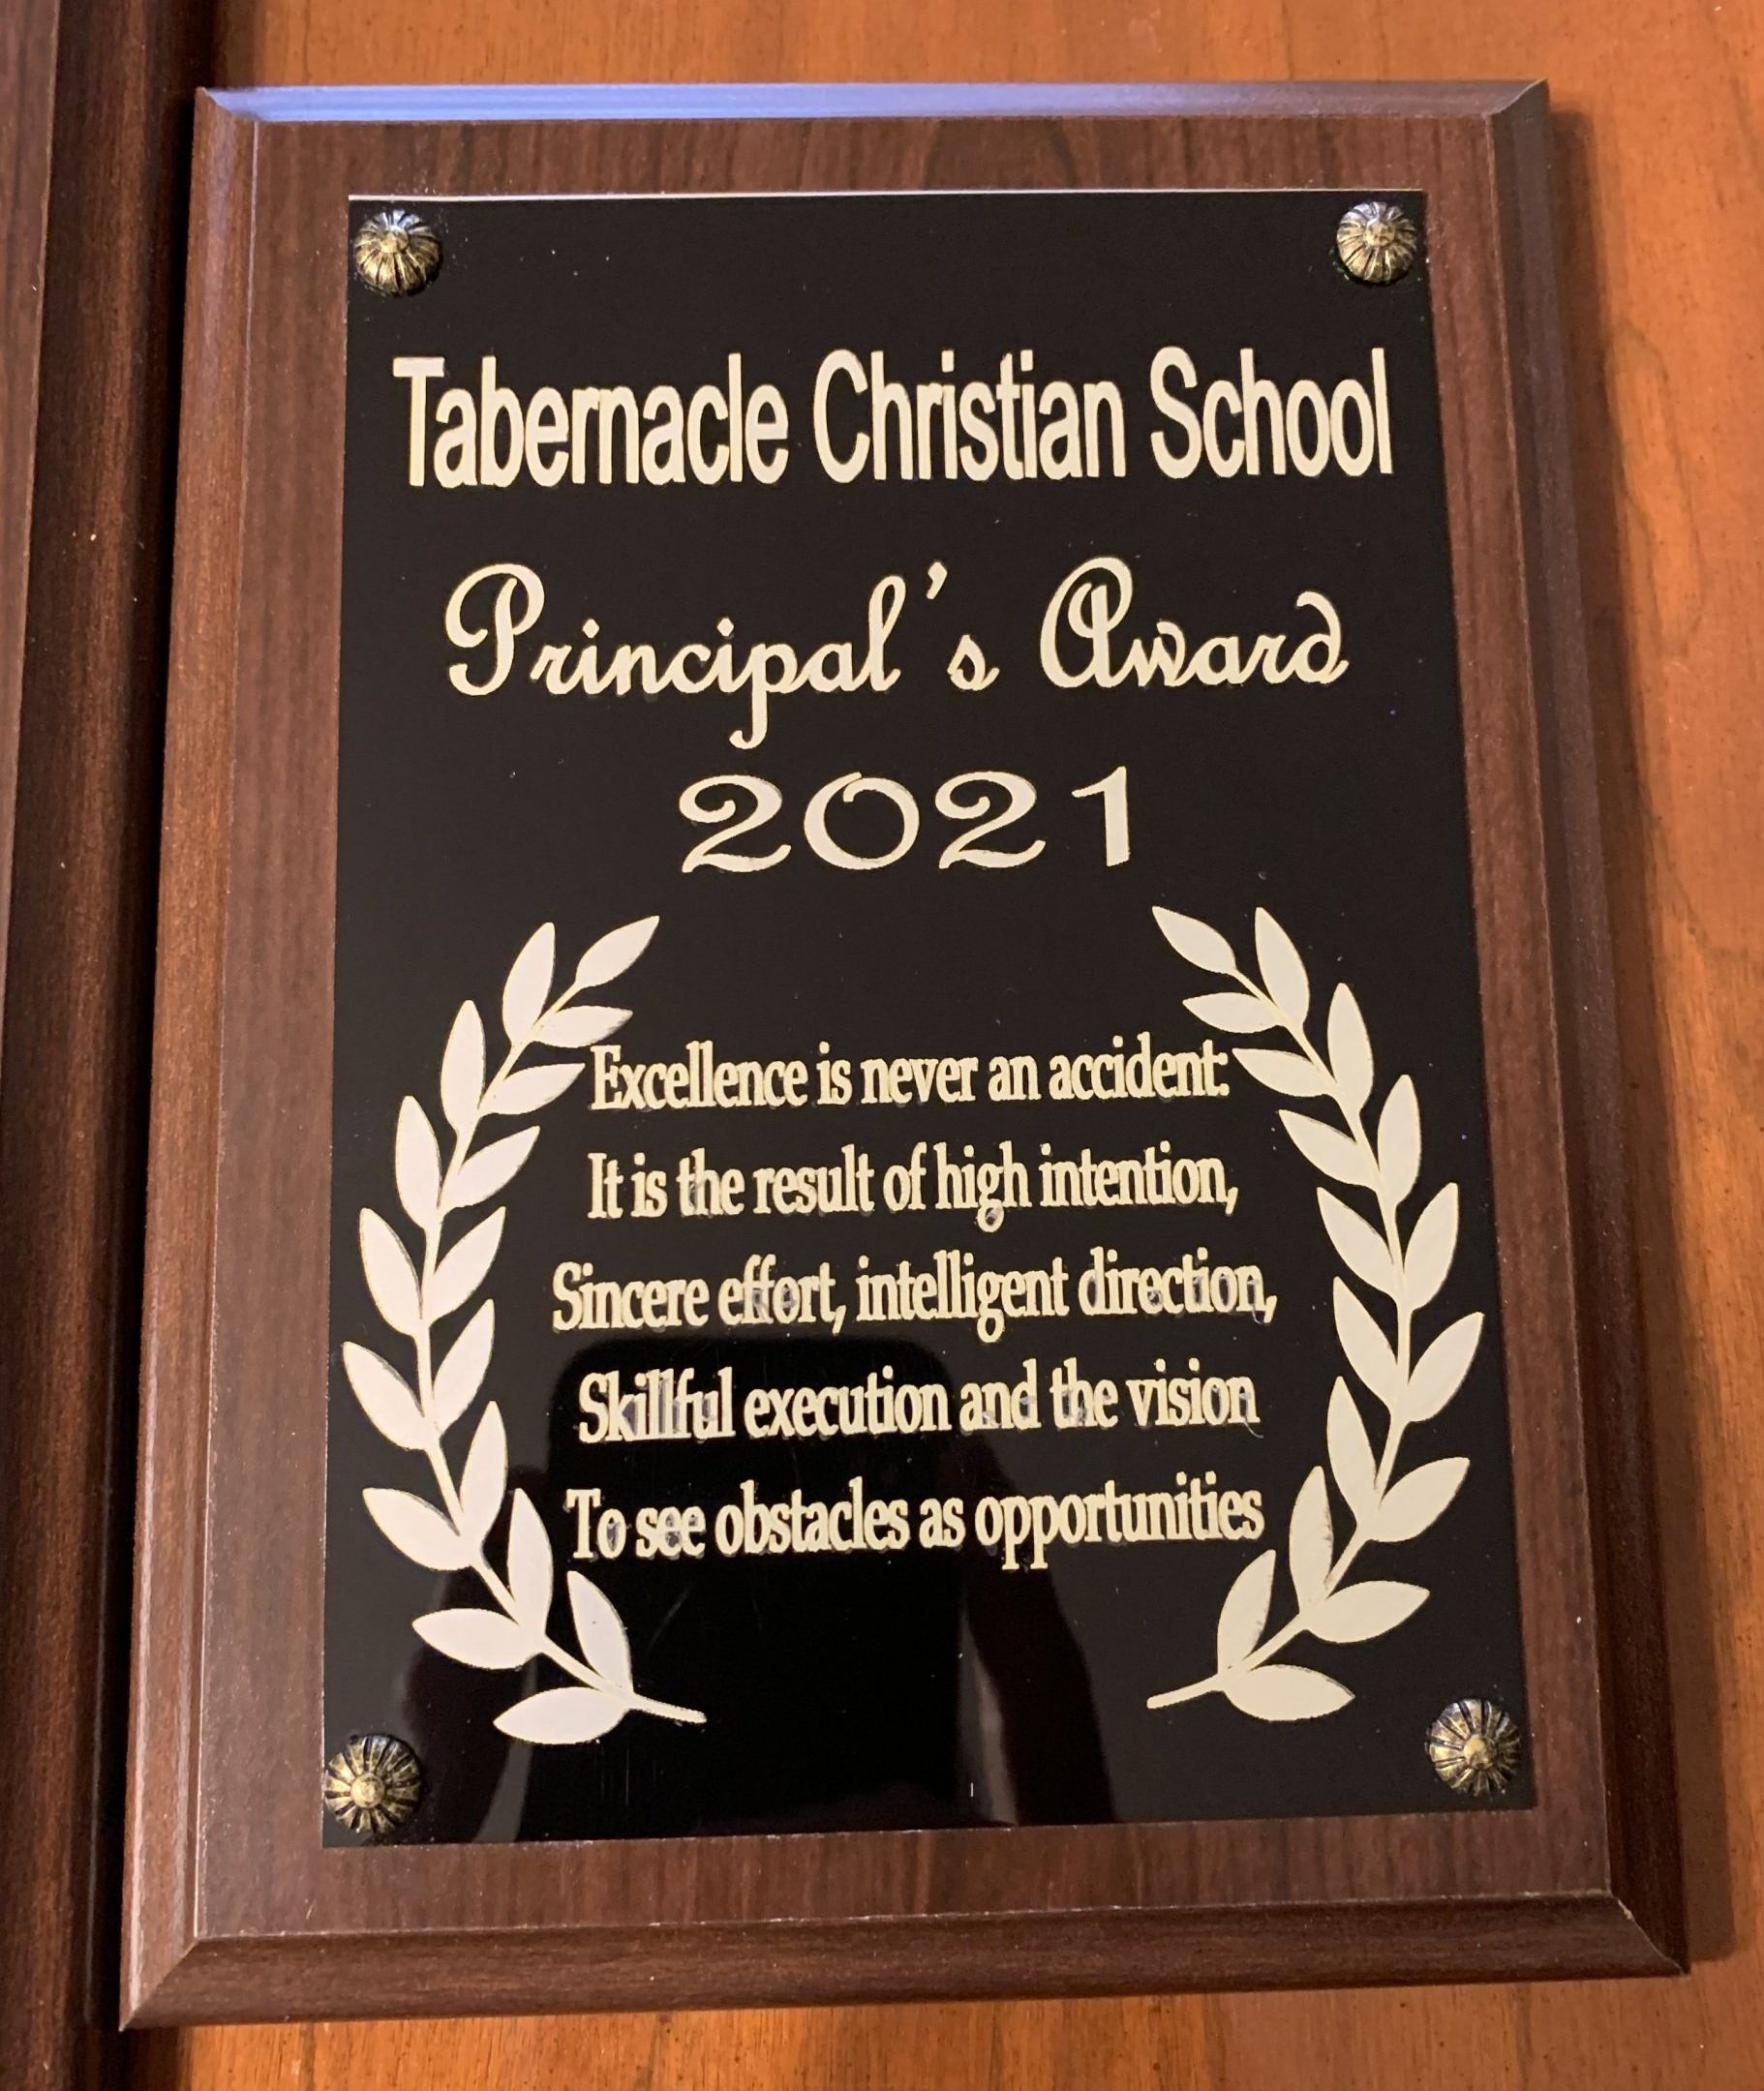 Tabernacle Christian School
Principal's Award
2021
Excellence is never an accident:
It is the result of high intention,
Sincere effort, intelligent direction,
Skillful execution and the vision
To see obstacles as opportunities